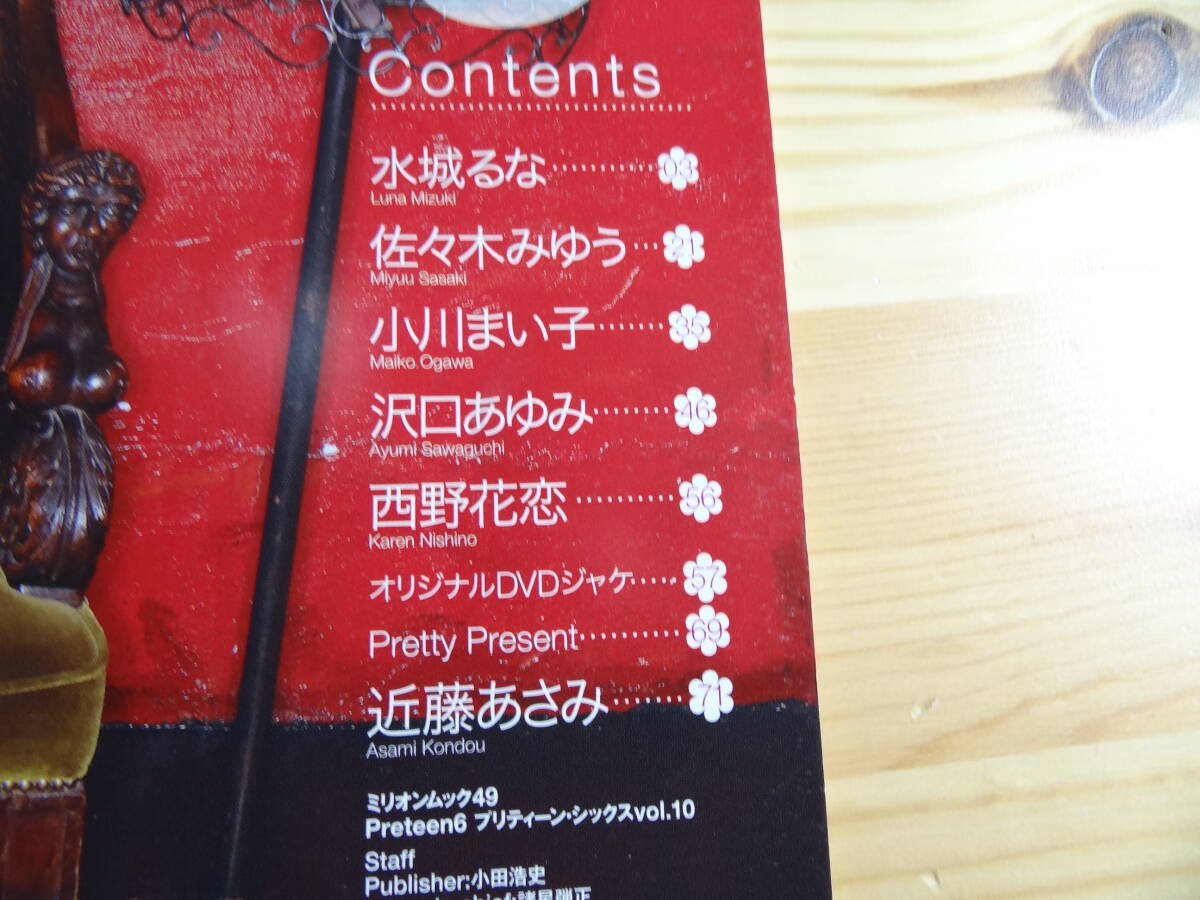 Contents
水城るな 03
Luna Mizuki
佐々木みゆう 21
Miyuu Sasaki
小川まい子 35
Maiko Ogawa
沢口あゆみ 46
Ayumi Sawaguchi
西野花恋 56
Karen Nishino
オリジナルDVDジャケ 57
Pretty Present 69
近藤あさみ 71
Asami Kondou
ミリオンムック49
Preteen6 プリティーン・シックスvol.10
Staff
Publisher:小田浩史